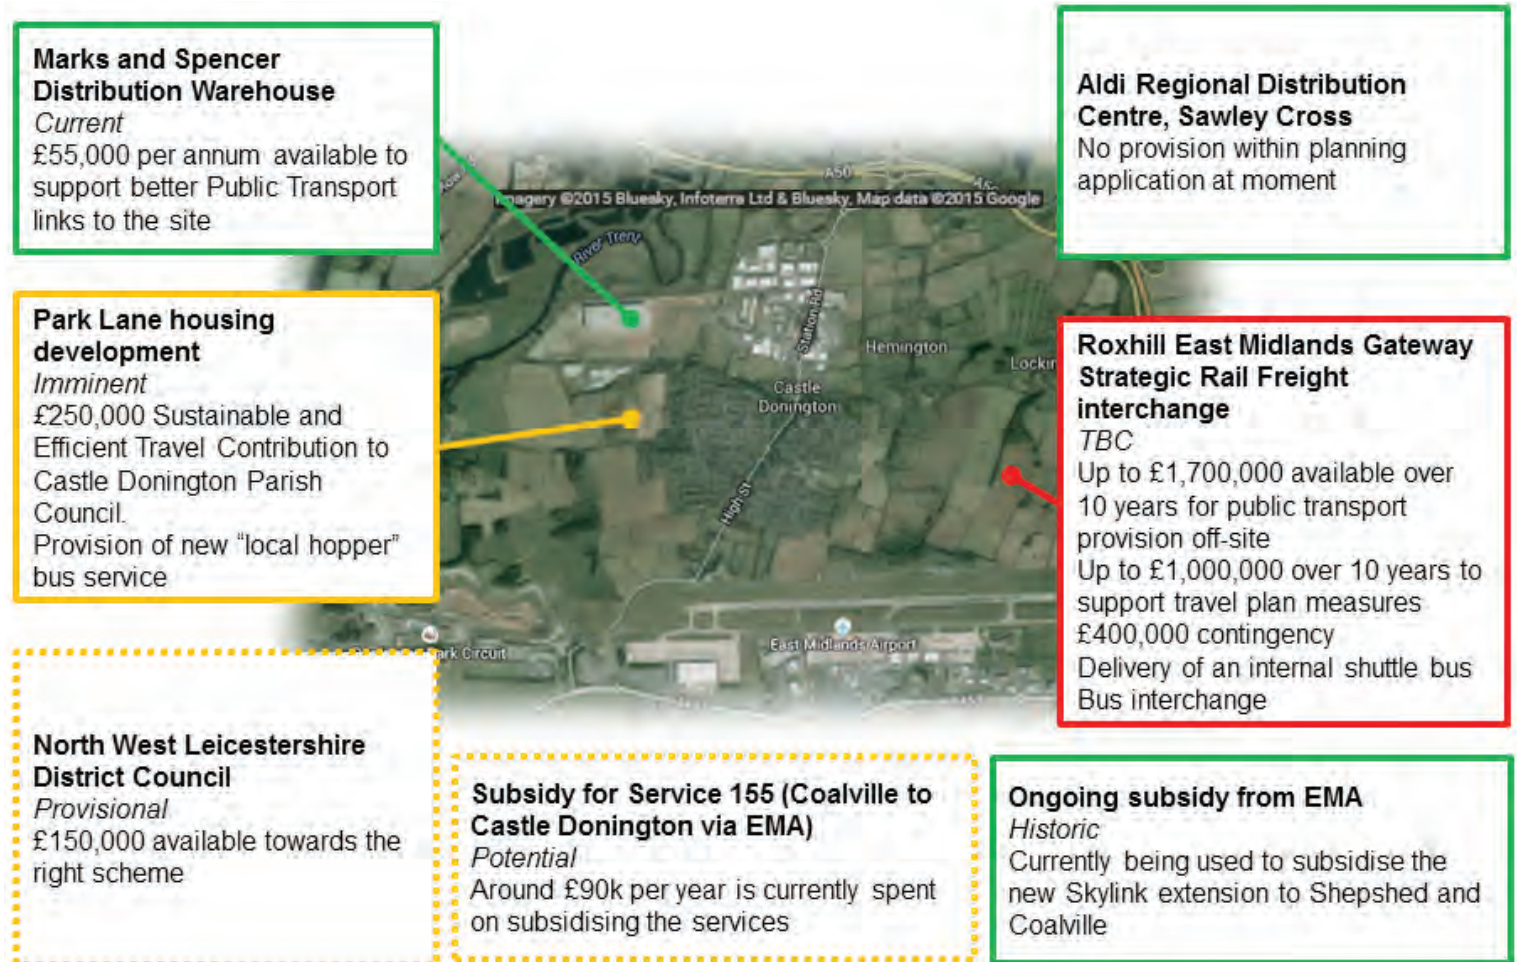 Marks and Spencer
Distribution Warehouse
Current
£55,000 per annum available to
support better Public Transport
links to the site
Aldi Regional Distribution
Centre, Sawley Cross
No provision within planning
application at moment
A50
Imagery ©2015 Bluesky, Infoterra Ltd & Bluesky, Map data ©2015 Google
River Trent
Station Rd
Hemington
Castle
Donington
High St
East Midlands Airport
ark Circuit
Park Lane housing
development
Imminent
£250,000 Sustainable and
Efficient Travel Contribution to
Castle Donington Parish
Council.
Provision of new “local hopper”
bus service
Roxhill East Midlands Gateway
Strategic Rail Freight
interchange
TBC
Up to £1,700,000 available over
10 years for public transport
provision off-site
Up to £1,000,000 over 10 years to
support travel plan measures
£400,000 contingency
Delivery of an internal shuttle bus
Bus interchange
North West Leicestershire
District Council
Provisional
£150,000 available towards the
right scheme
Subsidy for Service 155 (Coalville to
Castle Donington via EMA)
Potential
Around £90k per year is currently spent
on subsidising the services
Ongoing subsidy from EMA
Historic
Currently being used to subsidise the
new Skylink extension to Shepshed and
Coalville